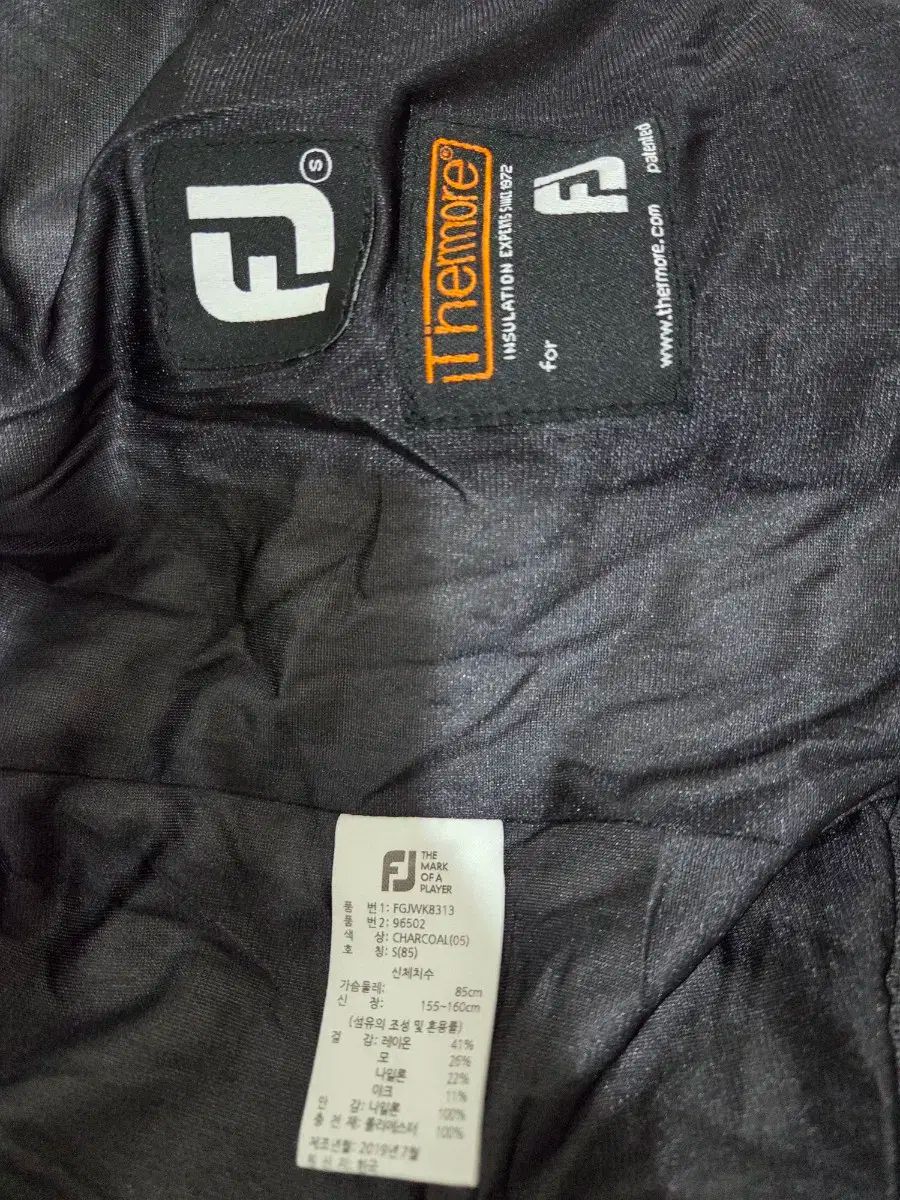 FJ
S
Thermore®
INSULATION EXPERTS SINCE 1972
for FJ
www.thermore.com patented
FJ THE
MARK
OF A
PLAYER
품 번1: FGJWK8313
품 번2: 96502
색 상: CHARCOAL(05)
호 칭: S(85)
신체치수
가슴둘레: 85cm
신 장: 155~160cm
(섬유의 조성 및 혼용률)
겉 감: 레이온 41%
모 26%
나일론 22%
야크 11%
안 감: 나일론 100%
충 전 재: 폴리에스터 100%
제조년월: 2019년 7월